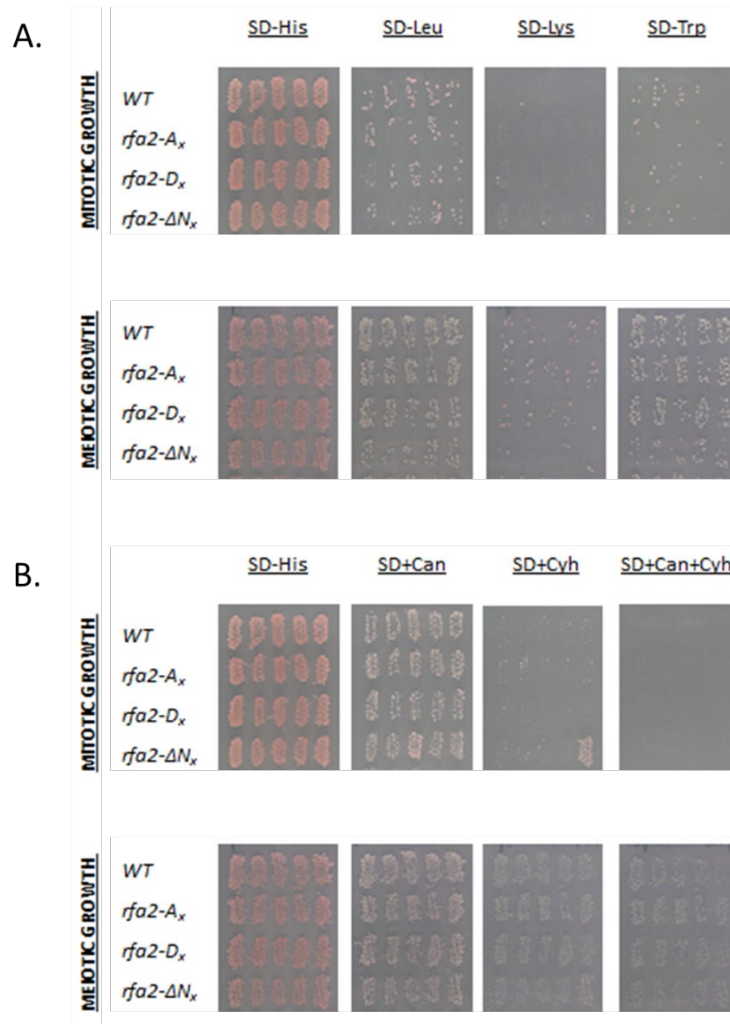 A.
SD-His SD-Leu SD-Lys SD-Trp
MITOTIC GROWTH
WT
rfa2-Aₓ
rfa2-Dₓ
rfa2-ΔNₓ
MEIOTIC GROWTH
WT
rfa2-Aₓ
rfa2-Dₓ
rfa2-ΔNₓ
B.
SD-His SD+Can SD+Cyh SD+Can+Cyh
MITOTIC GROWTH
WT
rfa2-Aₓ
rfa2-Dₓ
rfa2-ΔNₓ
MEIOTIC GROWTH
WT
rfa2-Aₓ
rfa2-Dₓ
rfa2-ΔNₓ